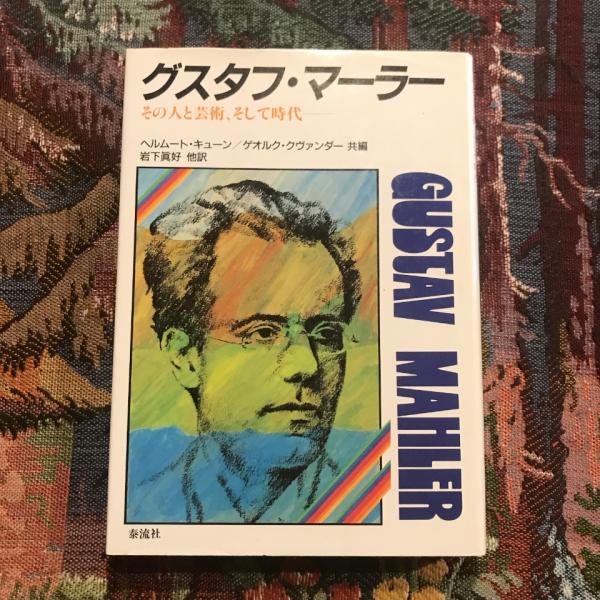 グスタフ・マーラー
その人と芸術、そして時代──
ヘルムート・キューン/ゲオルク・クヴァンダー 共編
岩下眞好 他訳
GUSTAV MAHLER
泰流社